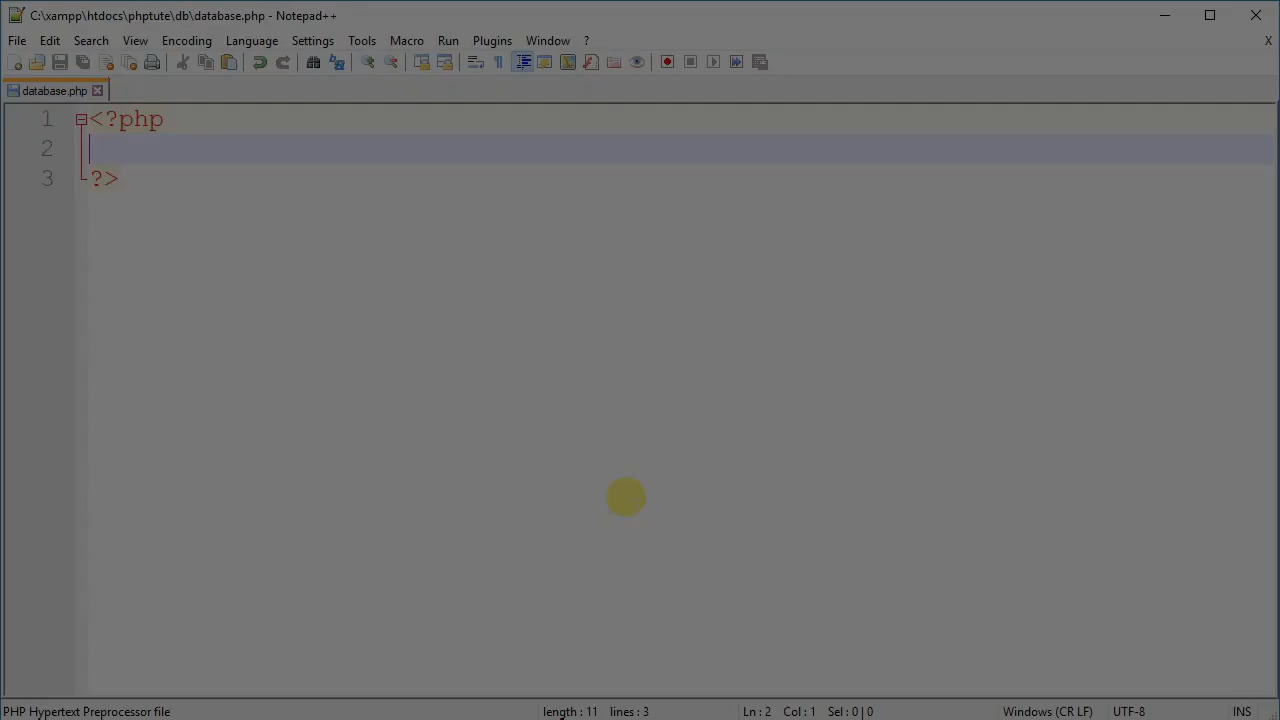 C:\xampp\htdocs\phptute\db\database.php - Notepad++
File Edit Search View Encoding Language Settings Tools Macro Run Plugins Window ? X
database.php
1 <?php
2
3 ?>
PHP Hypertext Preprocessor file length : 11 lines : 3 Ln : 2 Col : 1 Sel : 0 | 0 Windows (CR LF) UTF-8 INS